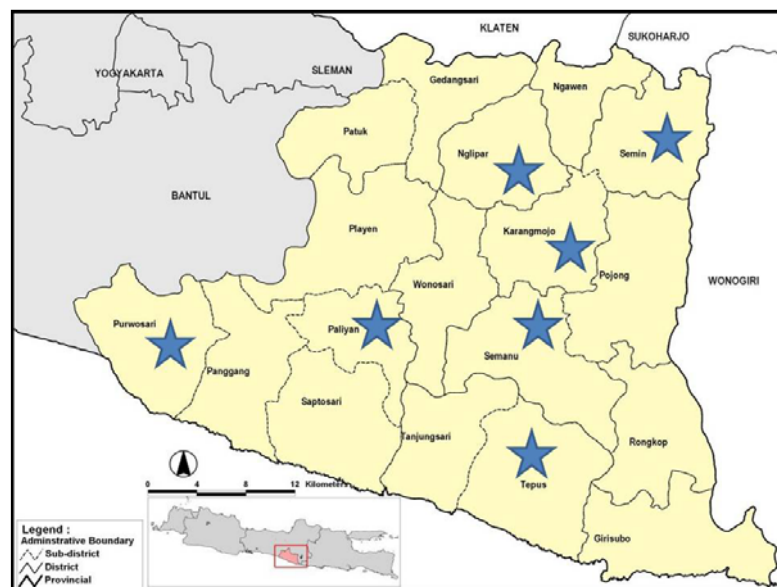 KLATEN
SUKOHARJO
YOGYAKARTA
SLEMAN
Gedangsari
Ngawen
Patuk
Nglipar
Semin
BANTUL
Playen
Karangmojo
Pojong
WONOGIRI
Wonosari
Purwosari
Paliyan
Semanu
Panggang
Saptosari
Tanjungsari
Rongkop
Tepus
Girisubo
0 4 8 12 Kilometers
Legend :
Adminstrative Boundary
Sub-district
District
Provincial